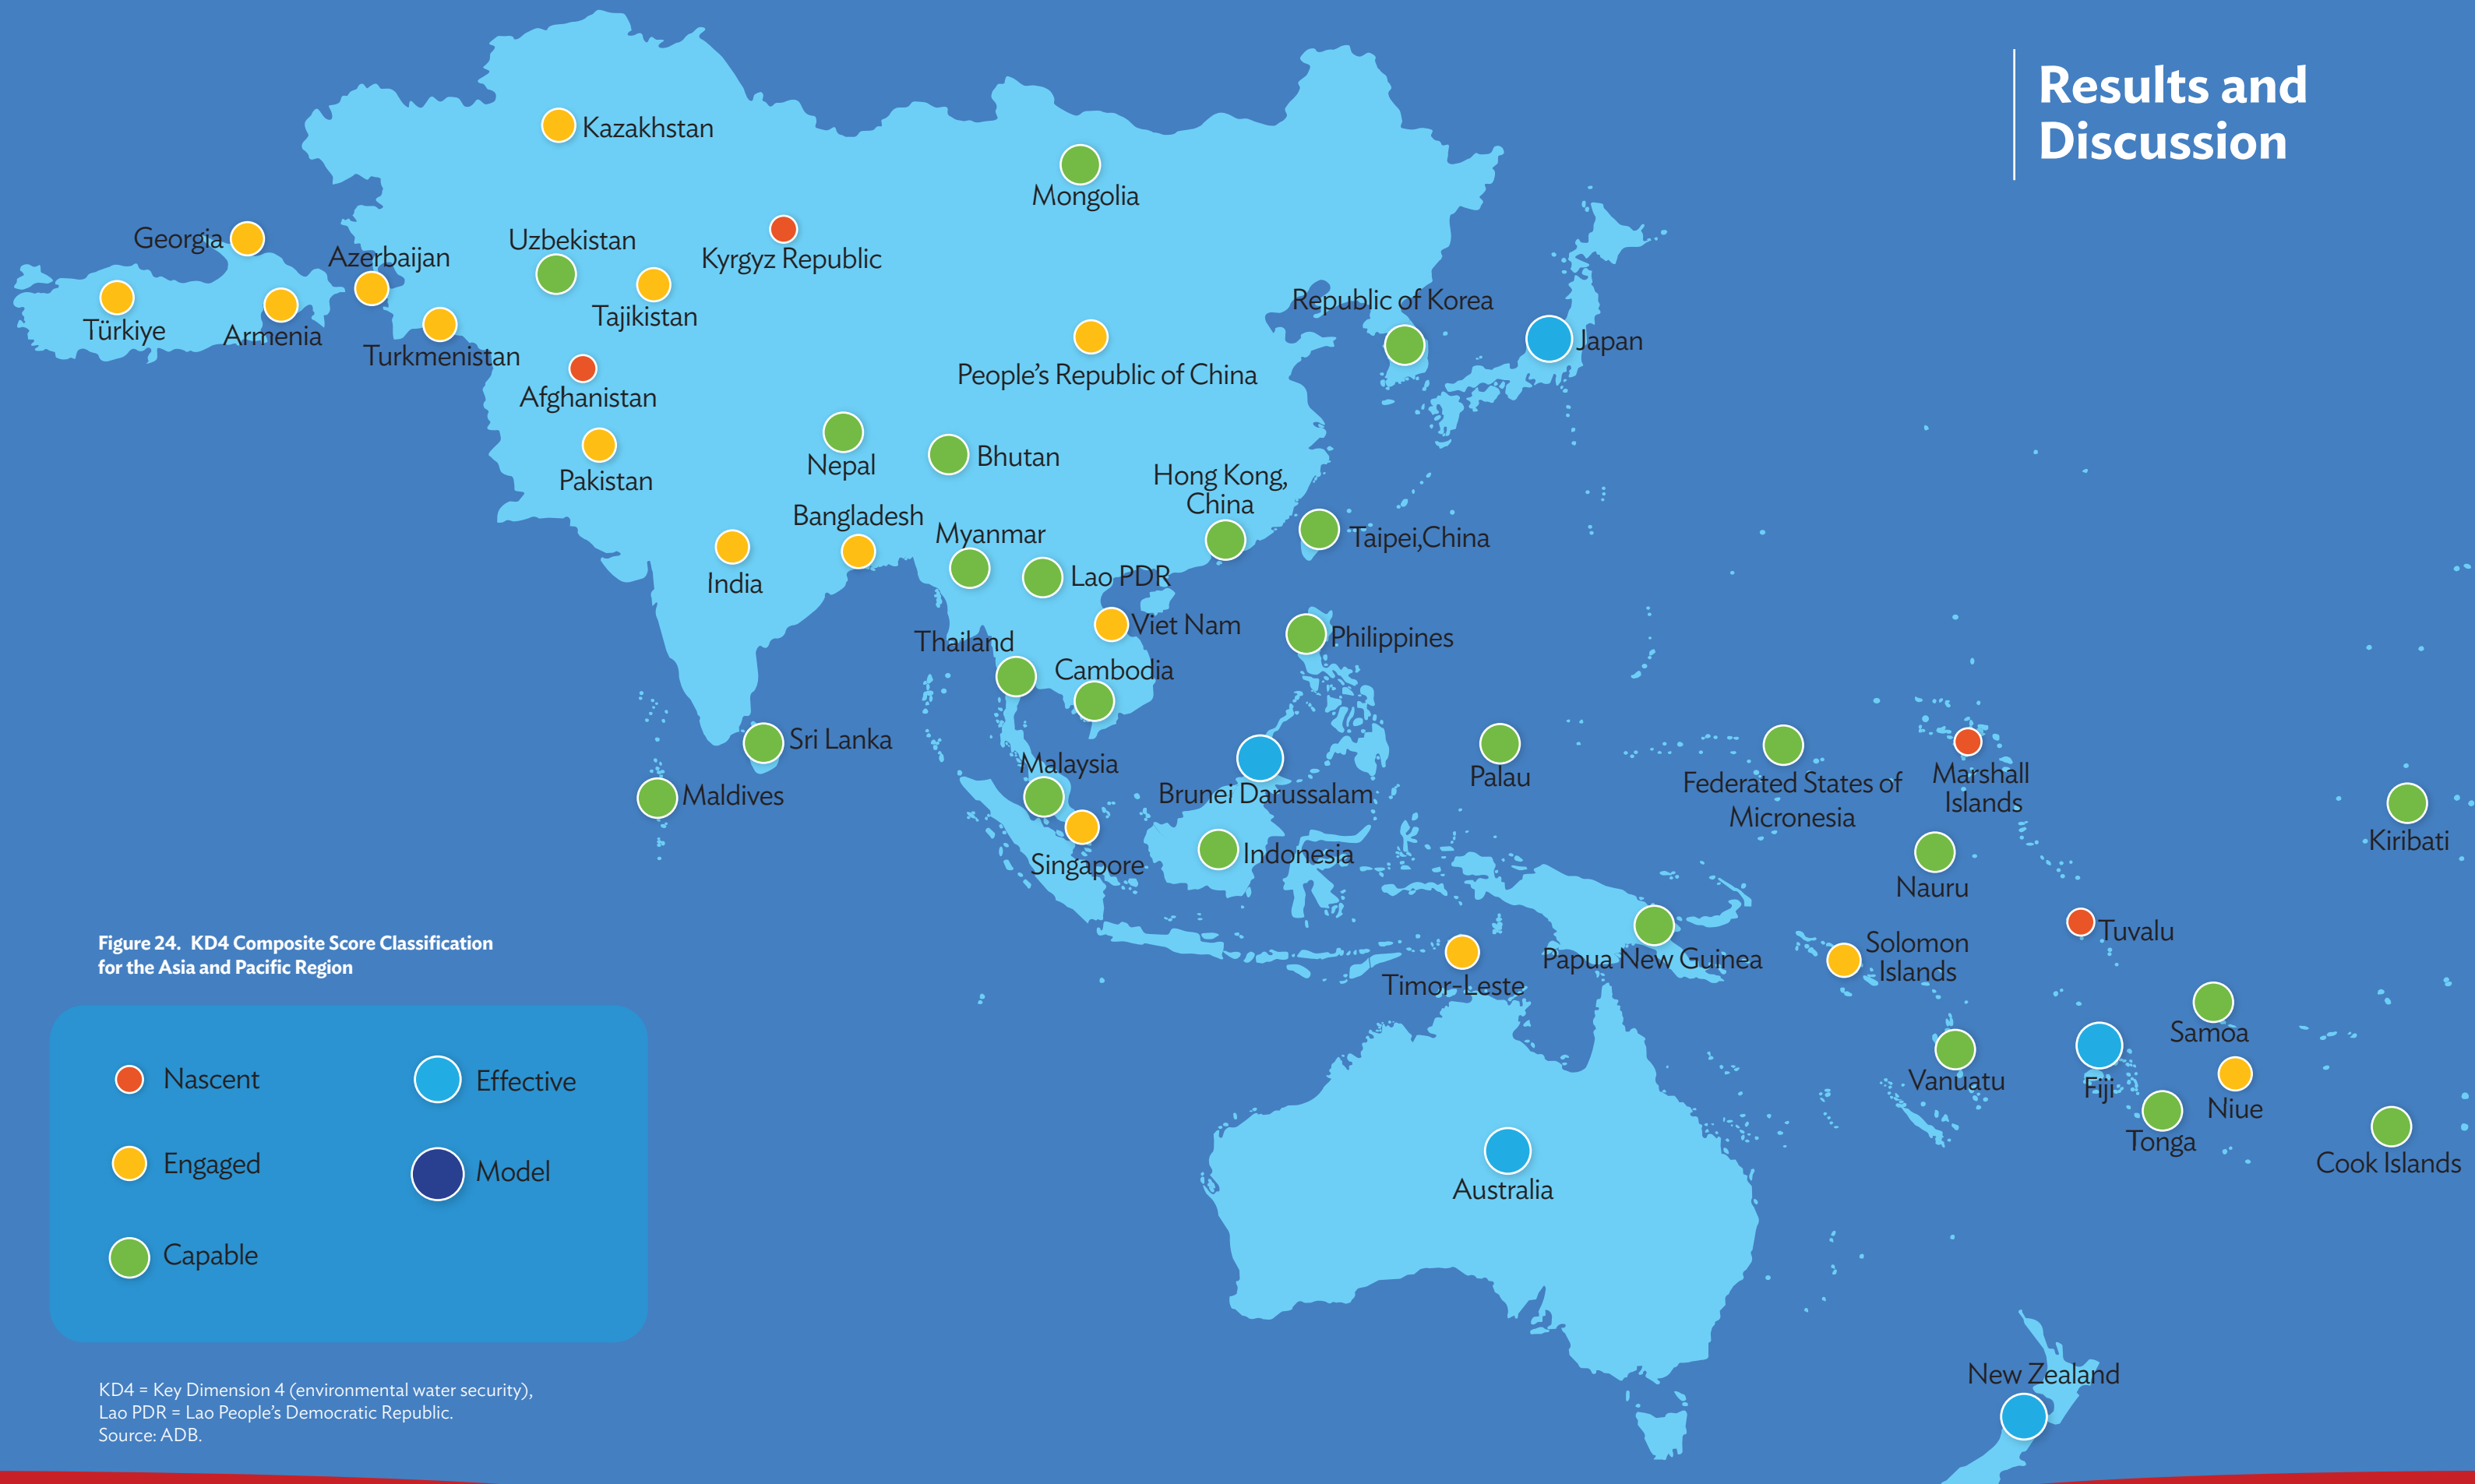 Results and
Discussion
Kazakhstan
Mongolia
Georgia
Azerbaijan
Uzbekistan
Kyrgyz Republic
Türkiye
Armenia
Tajikistan
Turkmenistan
Republic of Korea
Japan
People's Republic of China
Afghanistan
Pakistan
Nepal
Bhutan
Hong Kong,
China
Bangladesh
Myanmar
Taipei,China
India
Lao PDR
Viet Nam
Thailand
Philippines
Cambodia
Sri Lanka
Malaysia
Maldives
Brunei Darussalam
Palau
Federated States of
Micronesia
Marshall
Islands
Kiribati
Singapore
Indonesia
Nauru
Tuvalu
Solomon
Islands
Papua New Guinea
Timor-Leste
Samoa
Vanuatu
Fiji
Niue
Tonga
Cook Islands
Australia
New Zealand
Figure 24. KD4 Composite Score Classification
for the Asia and Pacific Region
Nascent
Effective
Engaged
Model
Capable
KD4 = Key Dimension 4 (environmental water security),
Lao PDR = Lao People's Democratic Republic.
Source: ADB.